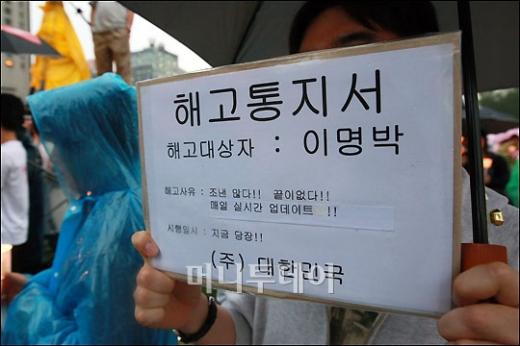 해고통지서
해고대상자 : 이명박
해고사유 : 조낸 많다!! 끝이없다!!
매일 실시간 업데이트 !!
시행일시 : 지금 당장!!
(주) 대한민국
머니투데이